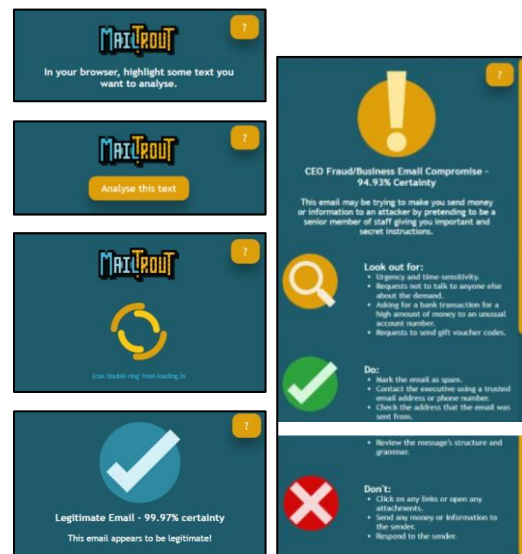 MAILTROUT
?
In your browser, highlight some text you
want to analyse.
MAILTROUT
?
Analyse this text
MAILTROUT
?
Icon 'double ring' from loading.io
?
Legitimate Email - 99.97% certainty
This email appears to be legitimate!
?
CEO Fraud/Business Email Compromise -
94.93% Certainty
This email may be trying to make you send money
or information to an attacker by pretending to be a
senior member of staff giving you important and
secret instructions.
Look out for:
• Urgency and time-sensitivity.
• Requests not to talk to anyone else
about the demand.
• Asking for a bank transaction for a
high amount of money to an unusual
account number.
• Requests to send gift voucher codes.
Do:
• Mark the email as spam.
• Contact the executive using a trusted
email address or phone number.
• Check the address that the email was
sent from.
• Review the message's structure and
grammar.
Don't:
• Click on any links or open any
attachments.
• Send any money or information to
the sender.
• Respond to the sender.